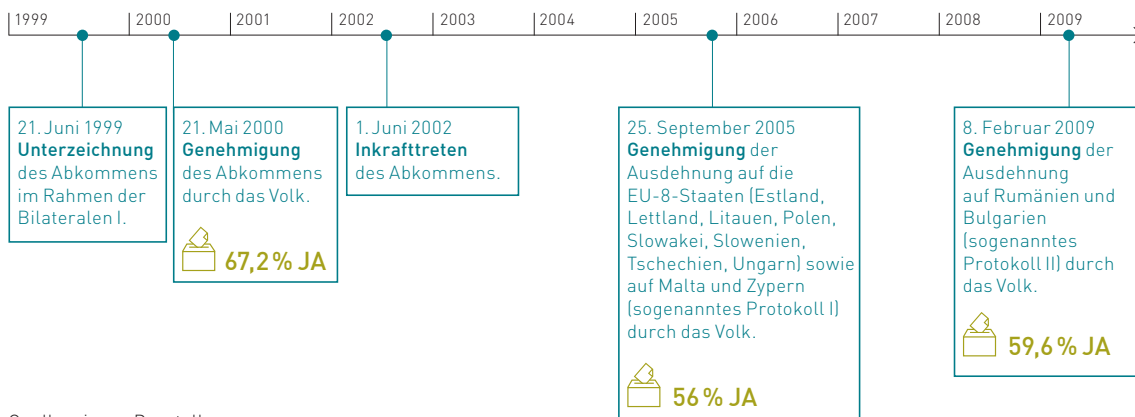 1999 2000 2001 2002 2003 2004 2005 2006 2007 2008 2009
21. Juni 1999
Unterzeichnung
des Abkommens
im Rahmen der
Bilateralen I.
21. Mai 2000
Genehmigung
des Abkommens
durch das Volk.
67,2 % JA
1. Juni 2002
Inkrafttreten
des Abkommens.
25. September 2005
Genehmigung der
Ausdehnung auf die
EU-8-Staaten (Estland,
Lettland, Litauen, Polen,
Slowakei, Slowenien,
Tschechien, Ungarn) sowie
auf Malta und Zypern
(sogenanntes Protokoll I)
durch das Volk.
56 % JA
8. Februar 2009
Genehmigung der
Ausdehnung
auf Rumänien und
Bulgarien
(sogenanntes
Protokoll II) durch
das Volk.
59,6 % JA